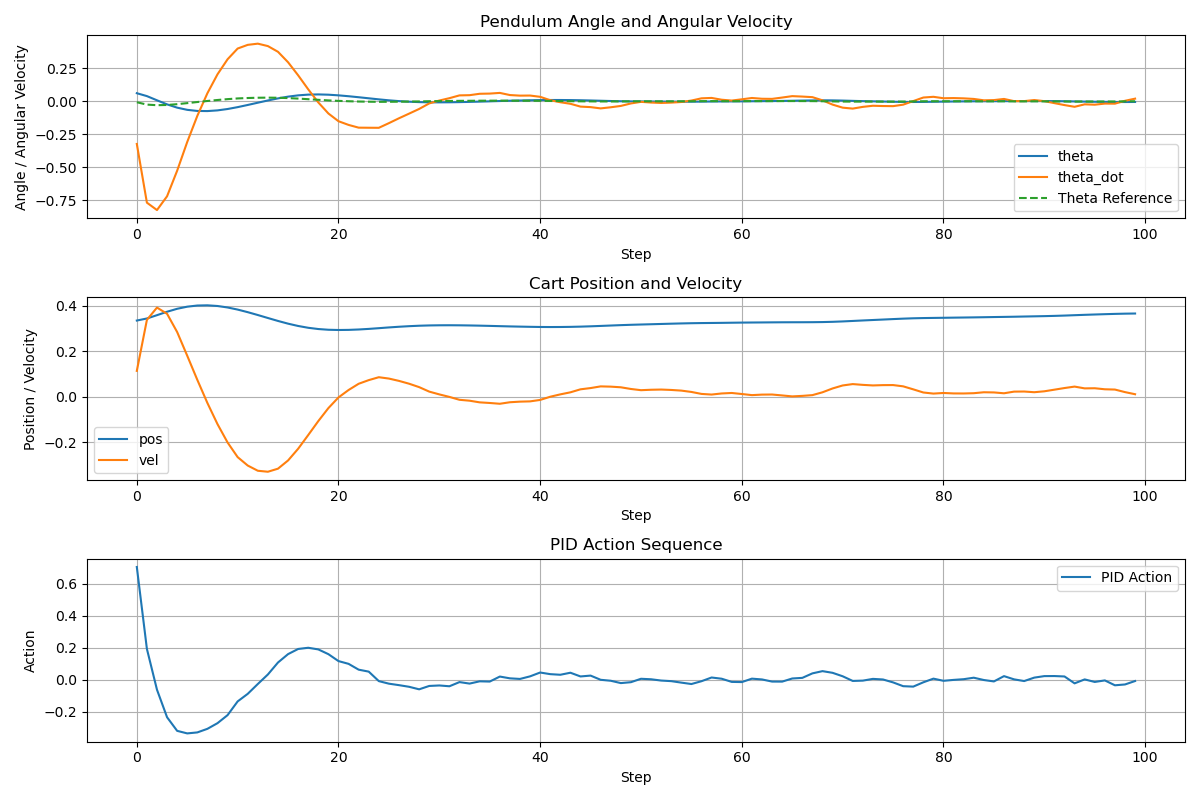 Pendulum Angle and Angular Velocity
Angle / Angular Velocity
0.25
0.00
−0.25
−0.50
−0.75
theta
theta_dot
Theta Reference
0 20 40 60 80 100
Step
Cart Position and Velocity
Position / Velocity
0.4
0.2
0.0
−0.2
pos
vel
0 20 40 60 80 100
Step
PID Action Sequence
Action
0.6
0.4
0.2
0.0
−0.2
PID Action
0 20 40 60 80 100
Step